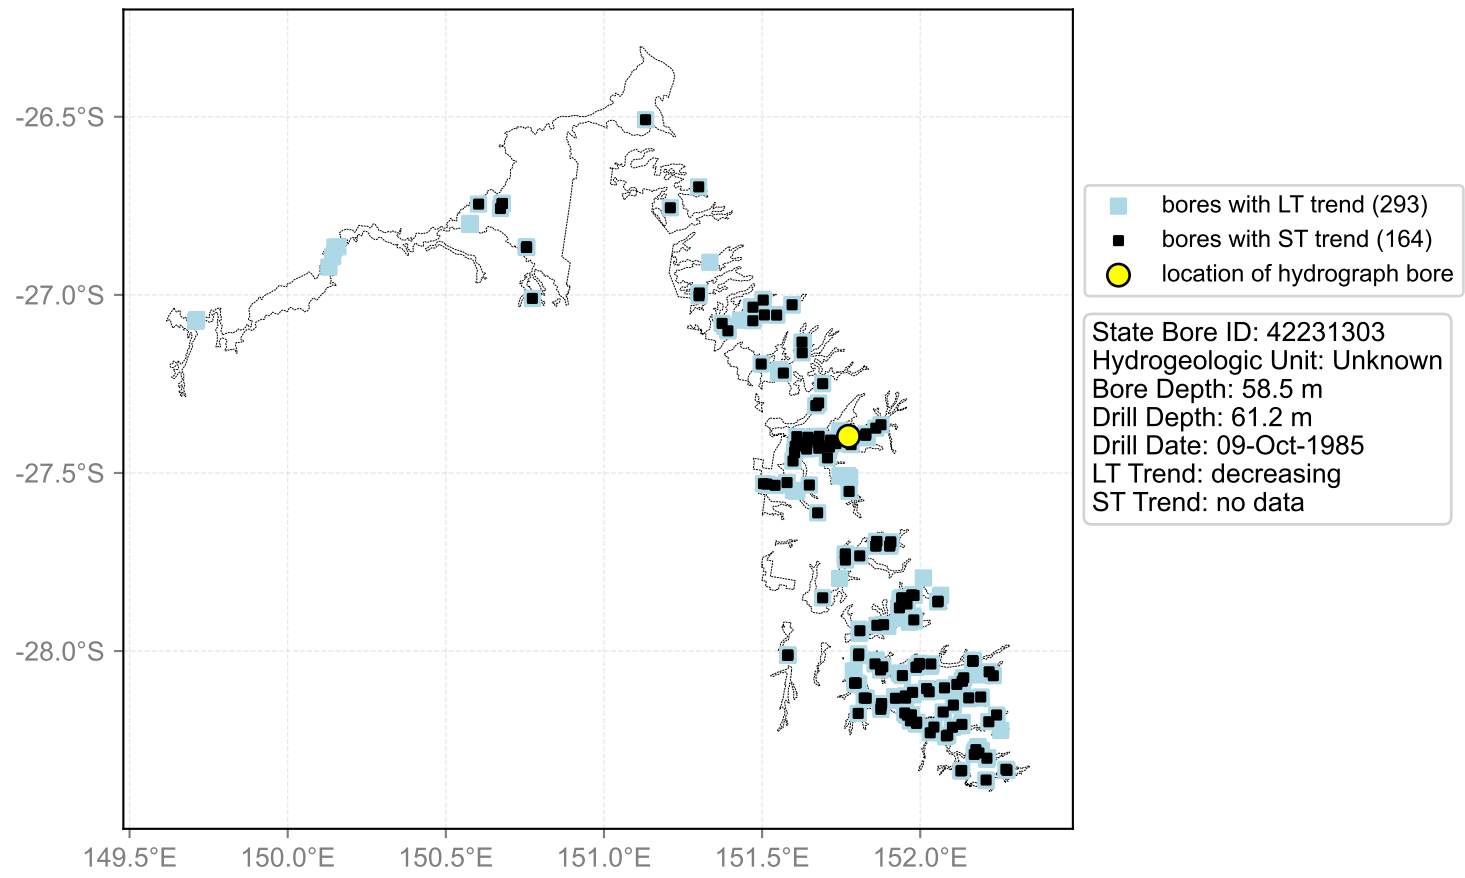 -26.5°S
-27.0°S
-27.5°S
-28.0°S
149.5°E 150.0°E 150.5°E 151.0°E 151.5°E 152.0°E
bores with LT trend (293)
bores with ST trend (164)
location of hydrograph bore
State Bore ID: 42231303
Hydrogeologic Unit: Unknown
Bore Depth: 58.5 m
Drill Depth: 61.2 m
Drill Date: 09-Oct-1985
LT Trend: decreasing
ST Trend: no data